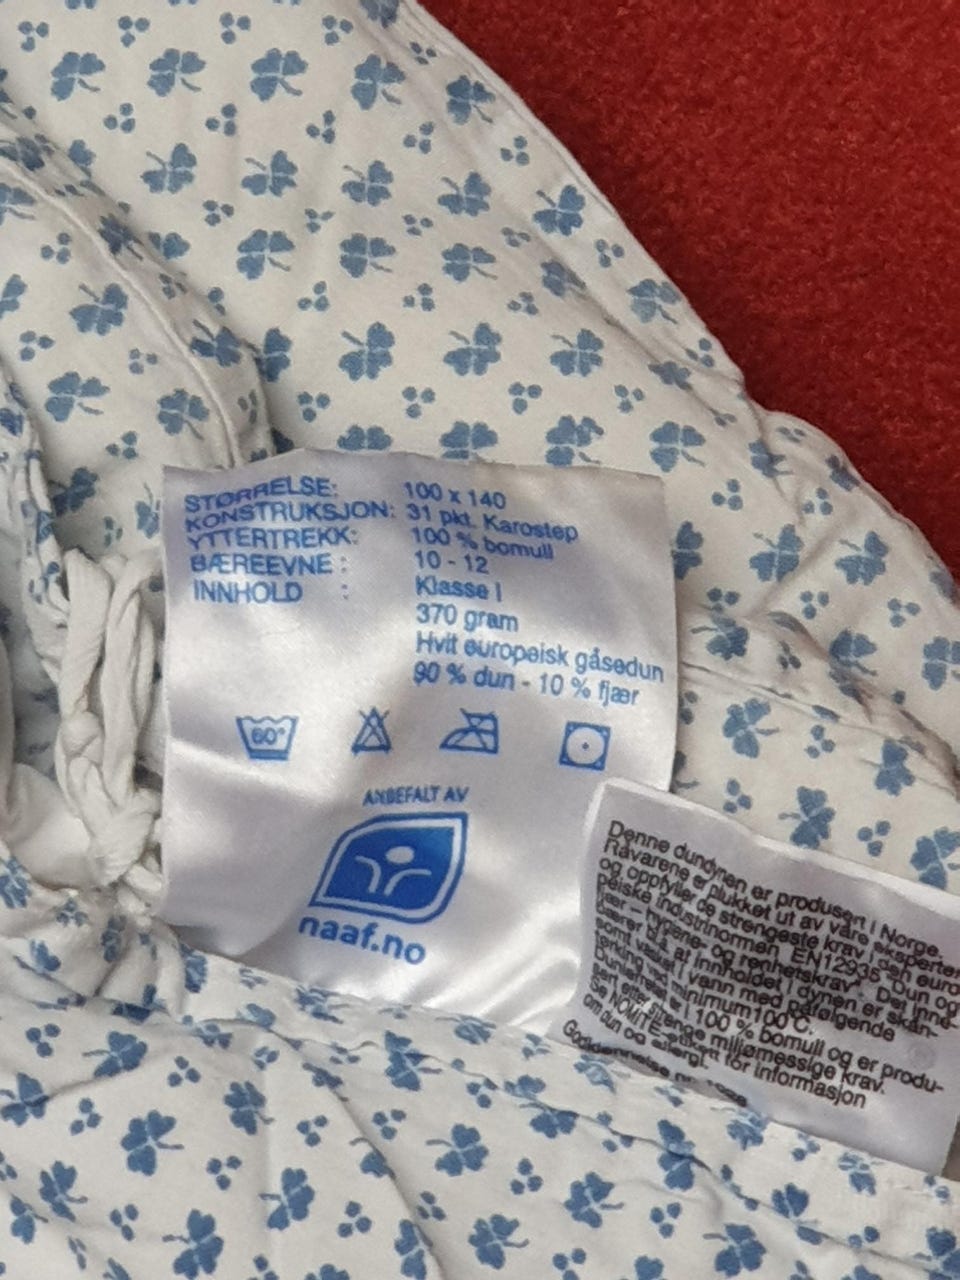 STØRRELSE: 100 x 140
KONSTRUKSJON: 31 pkt. Karostep
YTTERTREKK: 100 % bomull
BÆREEVNE : 10 - 12
INNHOLD : Klasse I
370 gram
Hvit europeisk gåsedun
90 % dun - 10 % fjær
60°
ANBEFALT AV
naaf.no
Denne dundynen er produsert i Norge.
Råvarene er plukket ut av våre eksperter
og oppfyller de strengeste krav i den euro-
peiske industrinormen EN12935 "Dun og
fjær – hygiene- og renhetskrav". Det inne-
bærer bl.a. at innholdet i dynen er skån-
somt vasket i vann med påfølgende
tørking ved minimum 100°C.
Dunlerretet er i 100 % bomull og er produ-
sert etter strenge miljømessige krav.
Se NOMITE-etikett for informasjon
om dun og allergi.
Godkjennelse nr.